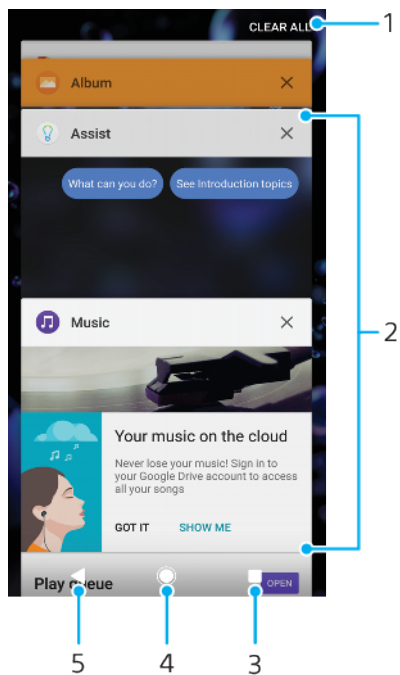 CLEAR ALL
1
Album
Assist
What can you do? See Introduction topics
2
Music
Your music on the cloud
Never lose your music! Sign in to
your Google Drive account to access
all your songs
GOT IT SHOW ME
Play queue OPEN
5 4 3